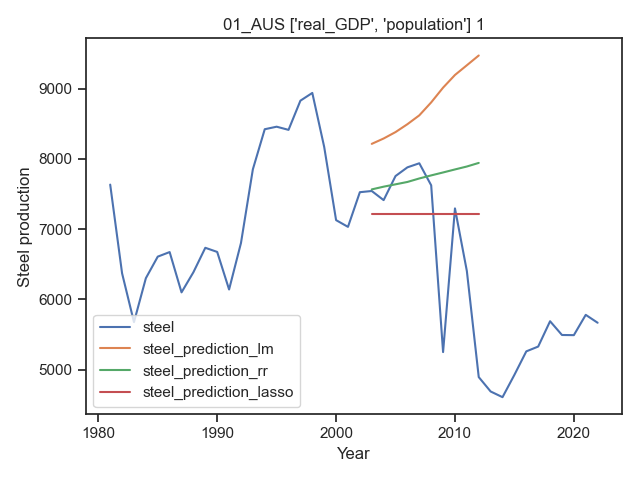 01_AUS ['real_GDP', 'population'] 1
Steel production
9000
8000
7000
6000
5000
steel
steel_prediction_lm
steel_prediction_rr
steel_prediction_lasso
1980
1990
2000
2010
2020
Year